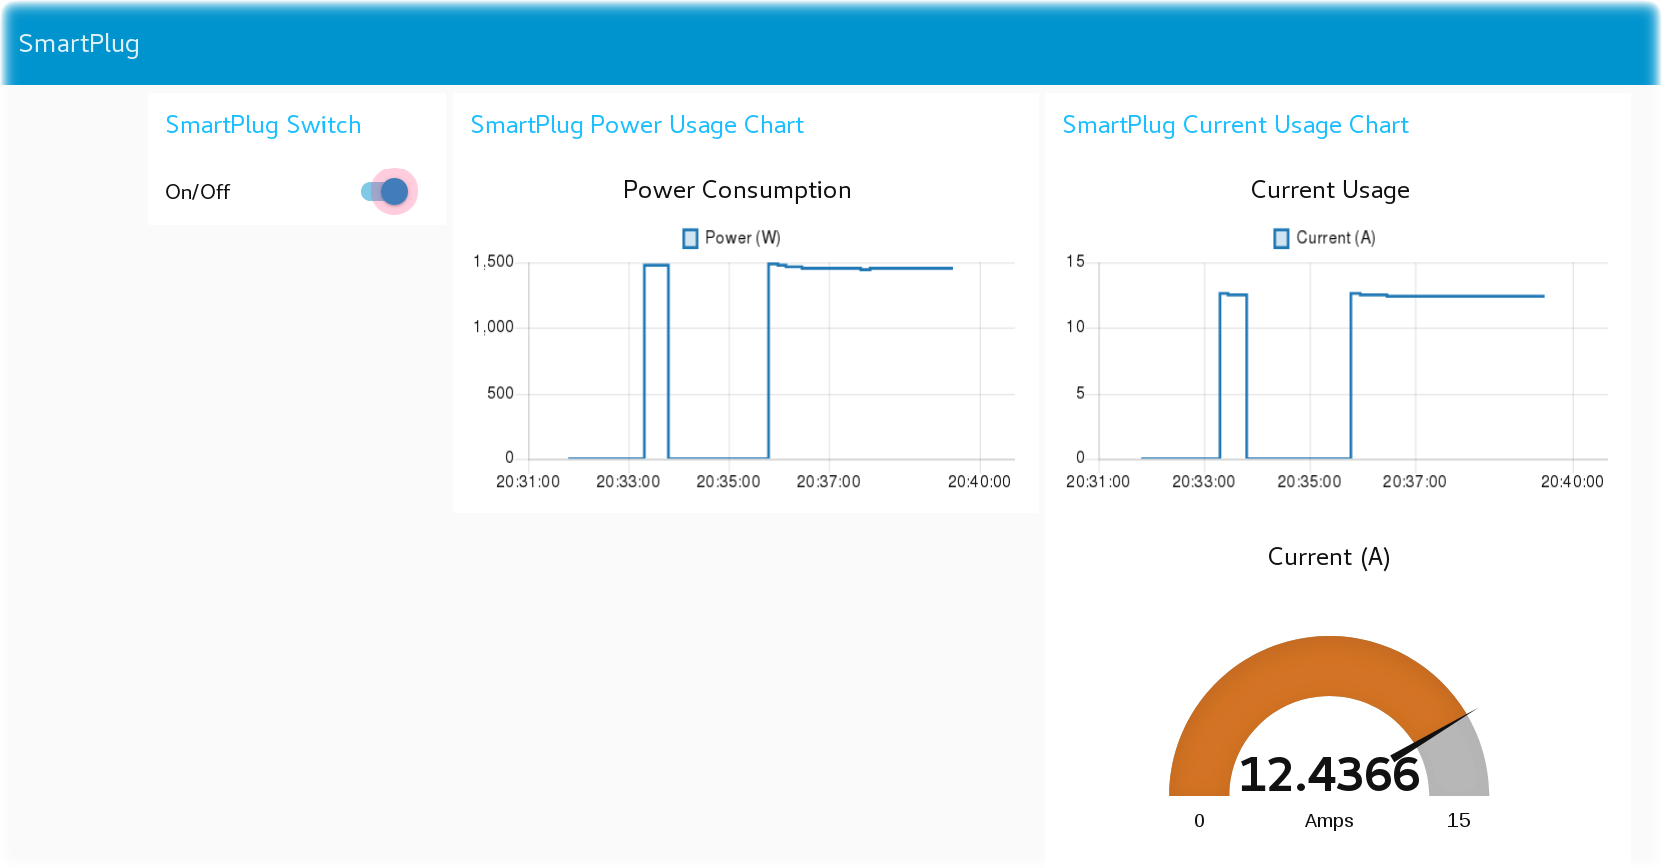 SmartPlug
SmartPlug Switch
On/Off
SmartPlug Power Usage Chart
Power Consumption
Power (W)
1,500
1,000
500
0
20:31:00 20:33:00 20:35:00 20:37:00 20:40:00
SmartPlug Current Usage Chart
Current Usage
Current (A)
15
10
5
0
20:31:00 20:33:00 20:35:00 20:37:00 20:40:00
Current (A)
12.4366
0 Amps 15